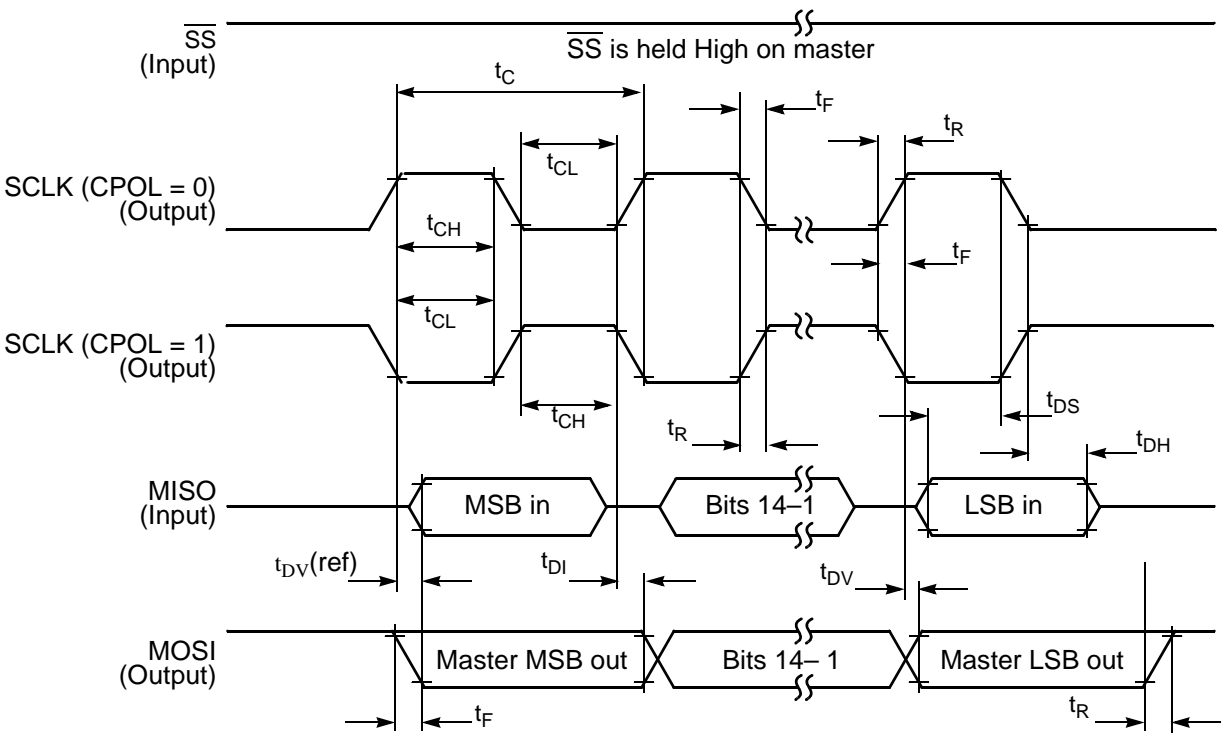 SS
(Input)
SS is held High on master
tC
tF
tR
tCL
SCLK (CPOL = 0)
(Output)
tCH
tF
tCL
SCLK (CPOL = 1)
(Output)
tCH
tDS
tR
tDH
MISO
(Input)
MSB in
Bits 14–1
LSB in
tDV(ref)
tDI
tDV
MOSI
(Output)
Master MSB out
Bits 14– 1
Master LSB out
tF
tR